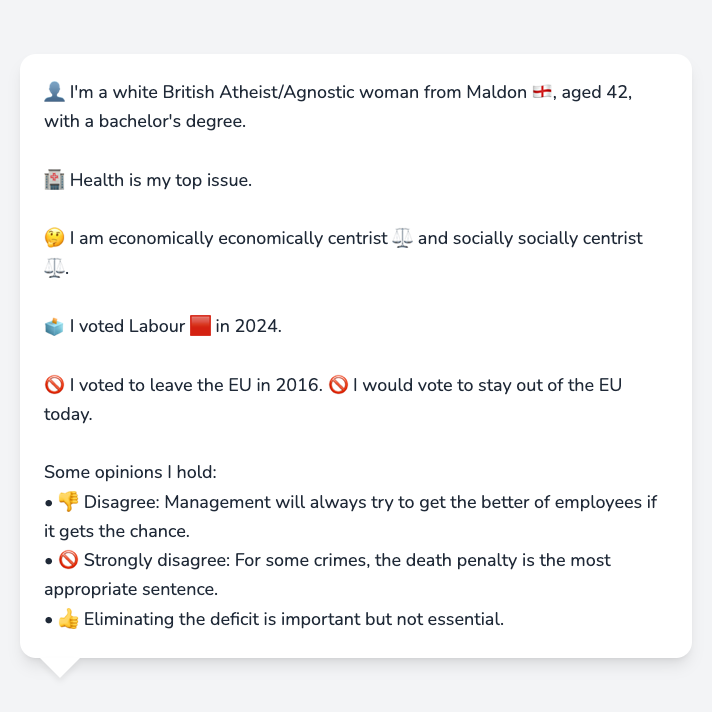 👤 I'm a white British Atheist/Agnostic woman from Maldon 🏴󠁧󠁢󠁥󠁮󠁧󠁿, aged 42,
with a bachelor's degree.
🏥 Health is my top issue.
🤔 I am economically economically centrist ⚖️ and socially socially centrist
⚖️.
🗳️ I voted Labour 🟥 in 2024.
🚫 I voted to leave the EU in 2016. 🚫 I would vote to stay out of the EU
today.
Some opinions I hold:
• 👎 Disagree: Management will always try to get the better of employees if
it gets the chance.
• 🚫 Strongly disagree: For some crimes, the death penalty is the most
appropriate sentence.
• 👍 Eliminating the deficit is important but not essential.